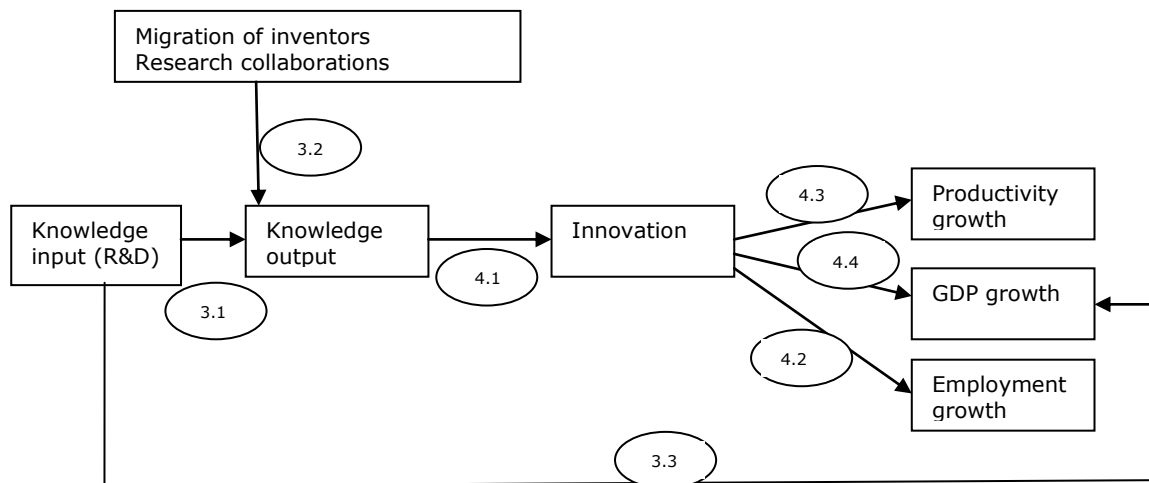 Migration of inventors
Research collaborations
3.2
4.3
Productivity
growth
Knowledge
input (R&D)
Knowledge
output
Innovation
4.4
4.1
GDP growth
3.1
4.2
Employment
growth
3.3